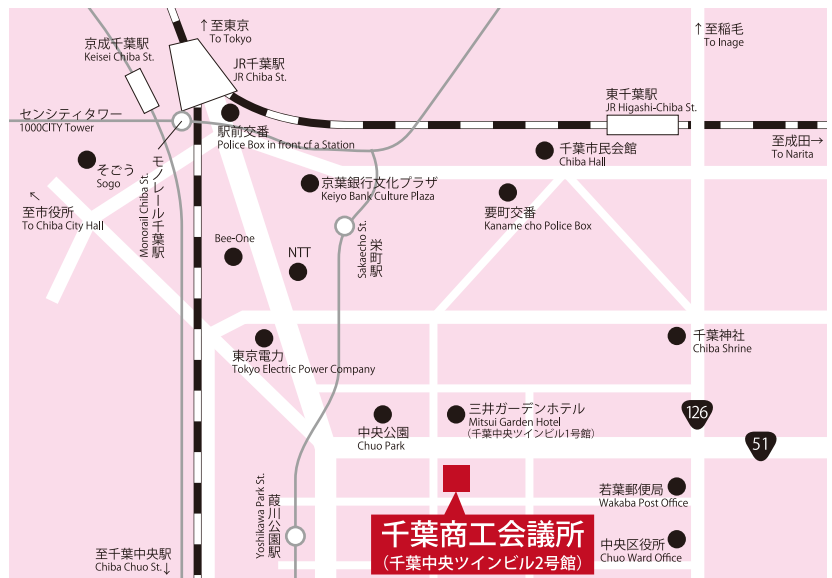 ↑至東京
To Tokyo
京成千葉駅
Keisei Chiba St.
JR千葉駅
JR Chiba St.
↑至稲毛
To Inage
センシティタワー
1000CITY Tower
駅前交番
Police Box in front cf a Station
東千葉駅
JR Higashi-Chiba St.
至成田→
To Narita
千葉市民会館
Chiba Hall
そごう
Sogo
モノレール千葉駅
Monorail Chiba St.
京葉銀行文化プラザ
Keiyo Bank Culture Plaza
要町交番
Kaname cho Police Box
↖
至市役所
To Chiba City Hall
Bee-One
NTT
栄町駅
Sakaecho St.
東京電力
Tokyo Electric Power Company
千葉神社
Chiba Shrine
中央公園
Chuo Park
三井ガーデンホテル
Mitsui Garden Hotel
(千葉中央ツインビル1号館)
126
51
葭川公園駅
Yoshikawa Park St.
若葉郵便局
Wakaba Post Office
千葉商工会議所
(千葉中央ツインビル2号館)
中央区役所
Chuo Ward Office
至千葉中央駅
Chiba Chuo St.↓